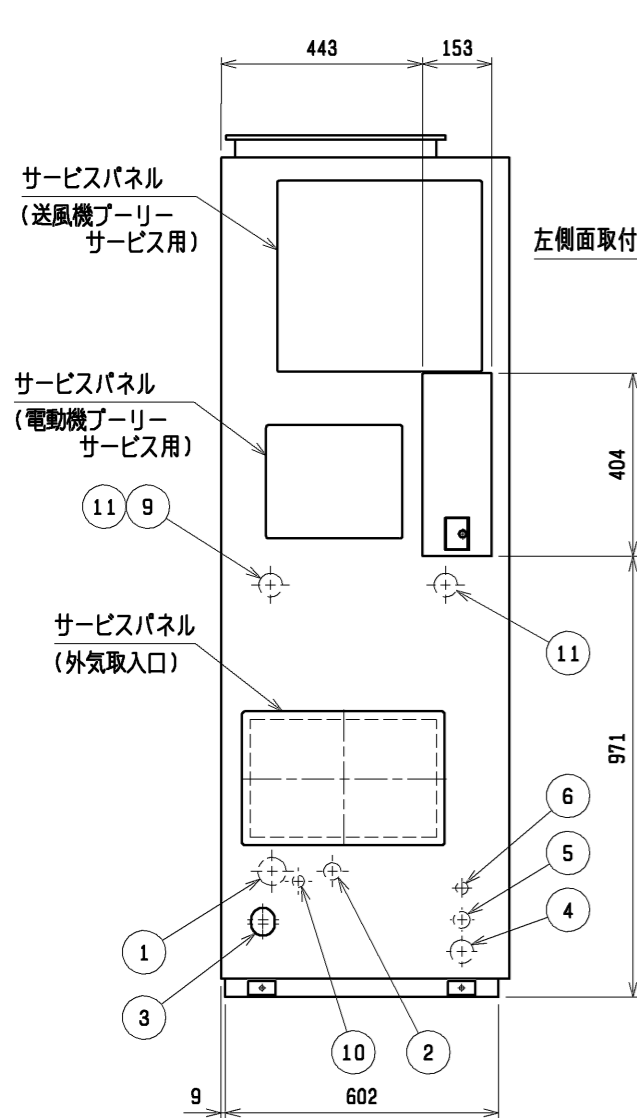 443
153
サービスパネル
(送風機プーリー
サービス用)
左側面取付
サービスパネル
(電動機プーリー
サービス用)
404
11
9
サービスパネル
(外気取入口)
11
971
6
5
4
1
3
10
2
9
602